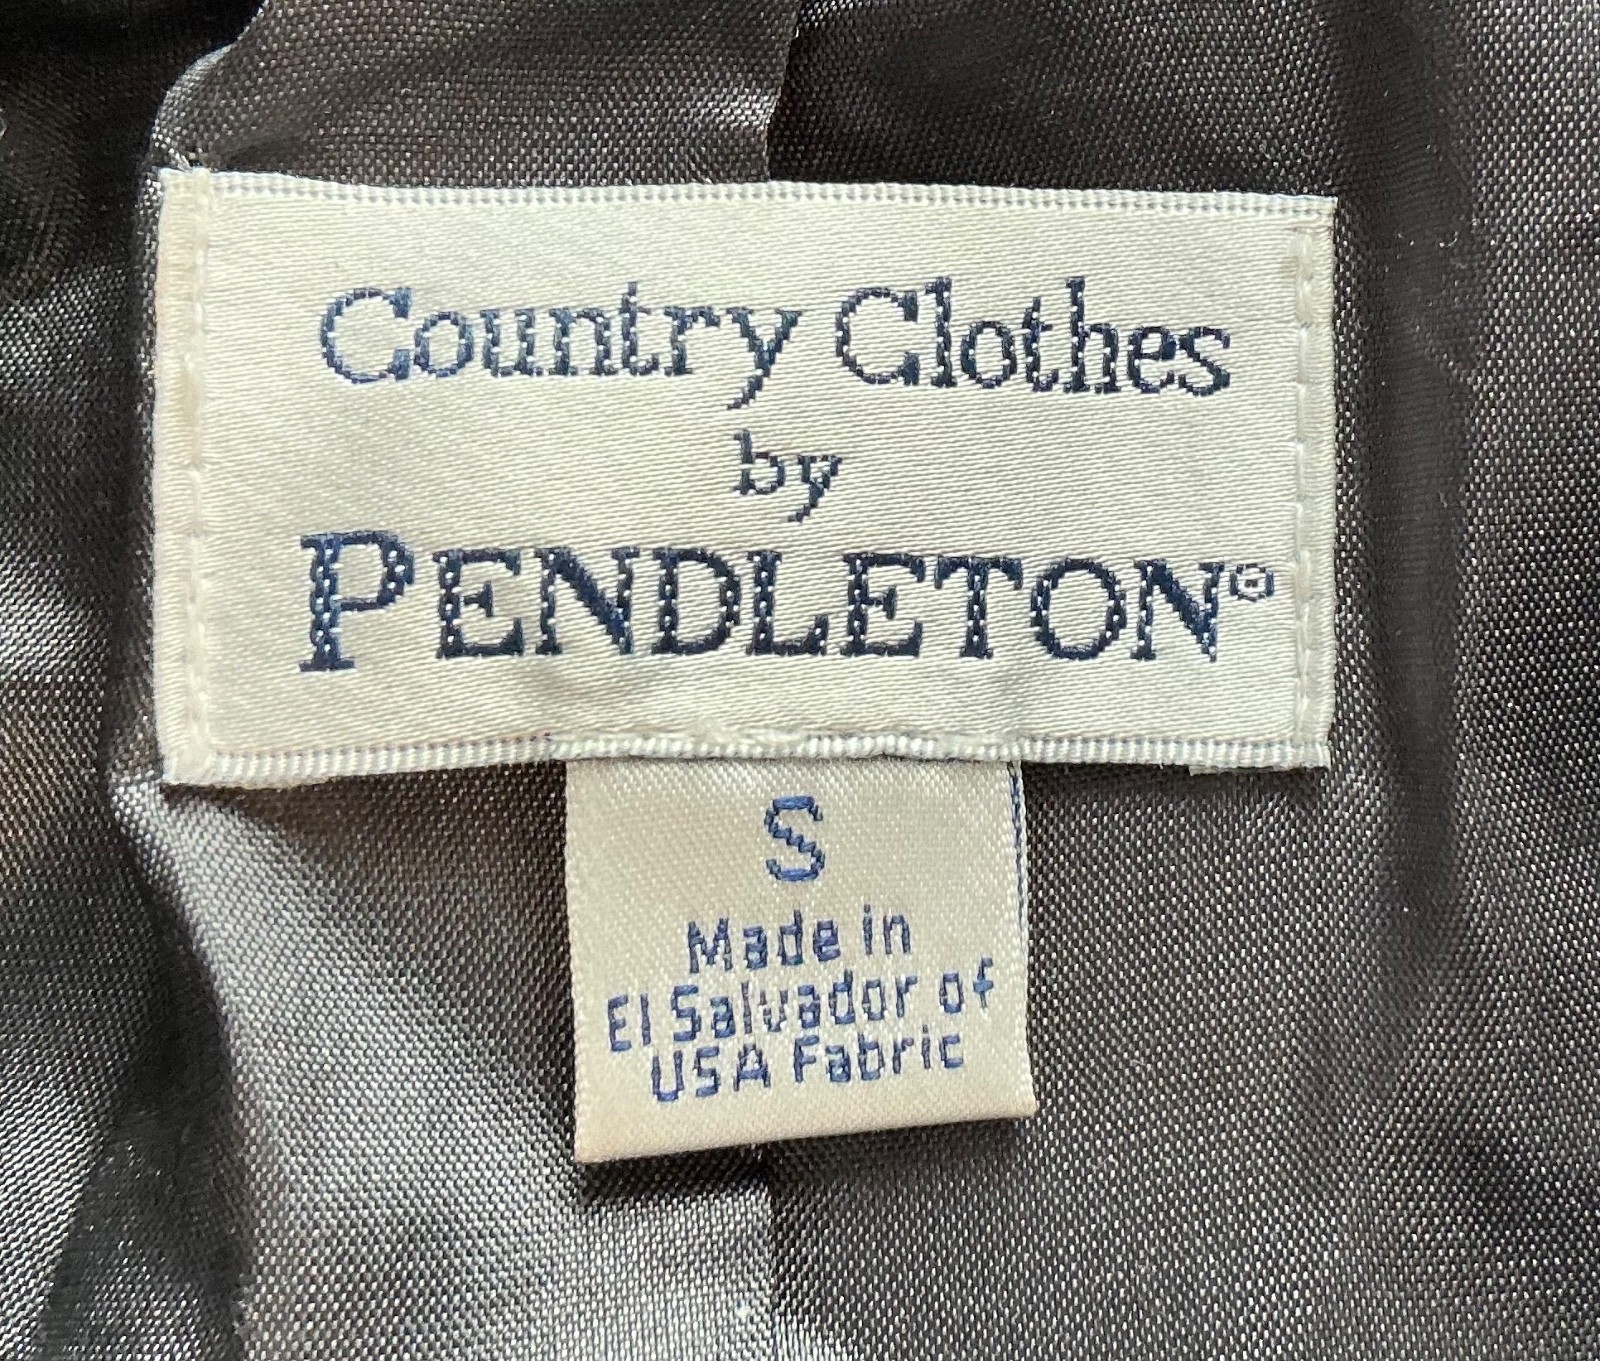 Country Clothes
by
PENDLETON®
S
Made in
El Salvador of
USA Fabric